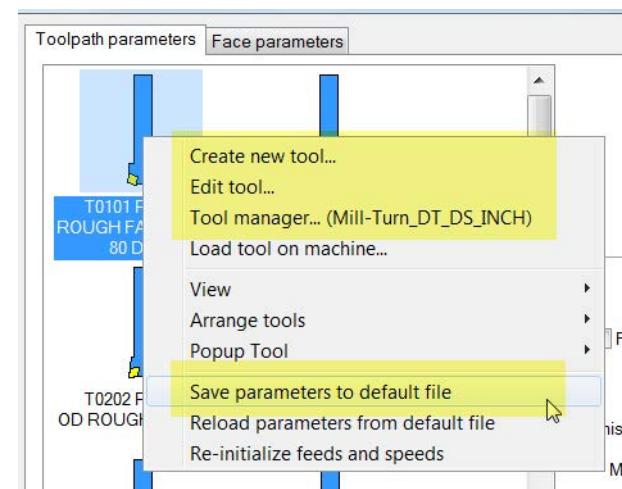 Toolpath parameters Face parameters
Create new tool...
Edit tool...
T0101 Tool manager... (Mill-Turn_DT_DS_INCH)
ROUGH
80 Load tool on machine...
View
Arrange tools
Popup Tool
T0202 Save parameters to default file
OD Reload parameters from default file
Re-initialize feeds and speeds